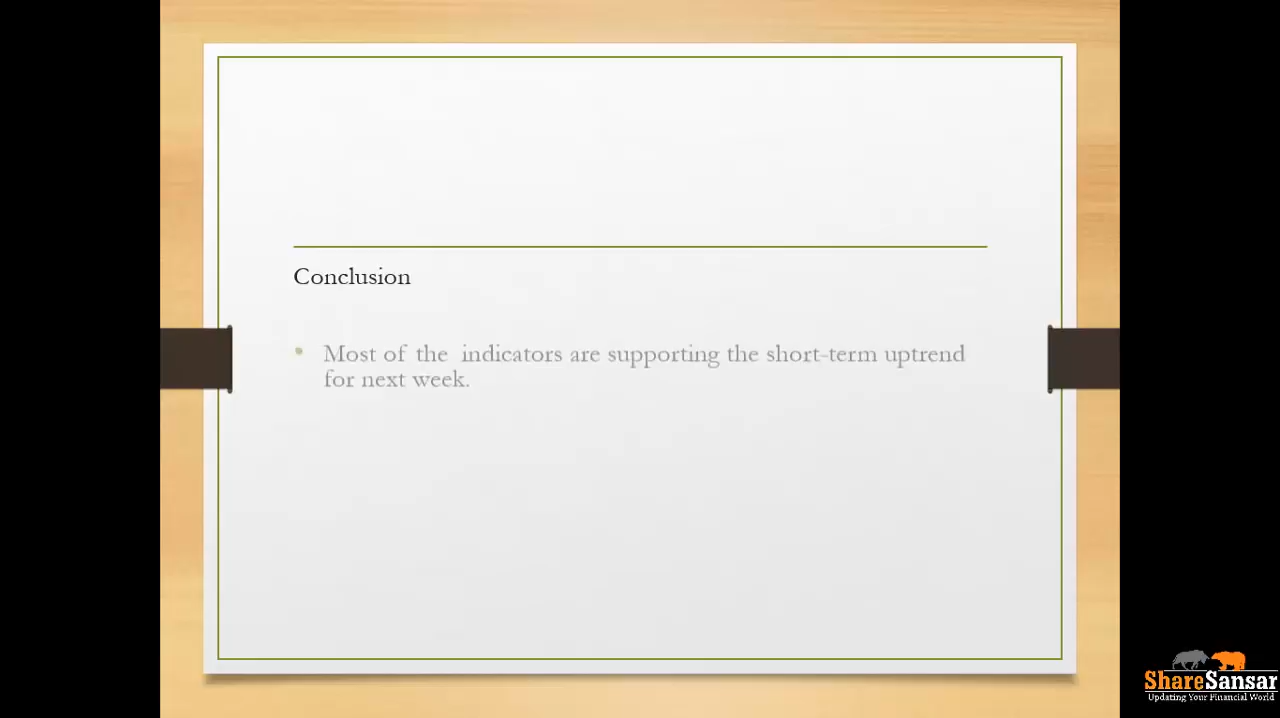 Conclusion
• Most of the indicators are supporting the short-term uptrend
for next week.
ShareSansar
Updating Your Financial World